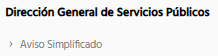 Dirección General de Servicios Públicos
> Aviso Simplificado